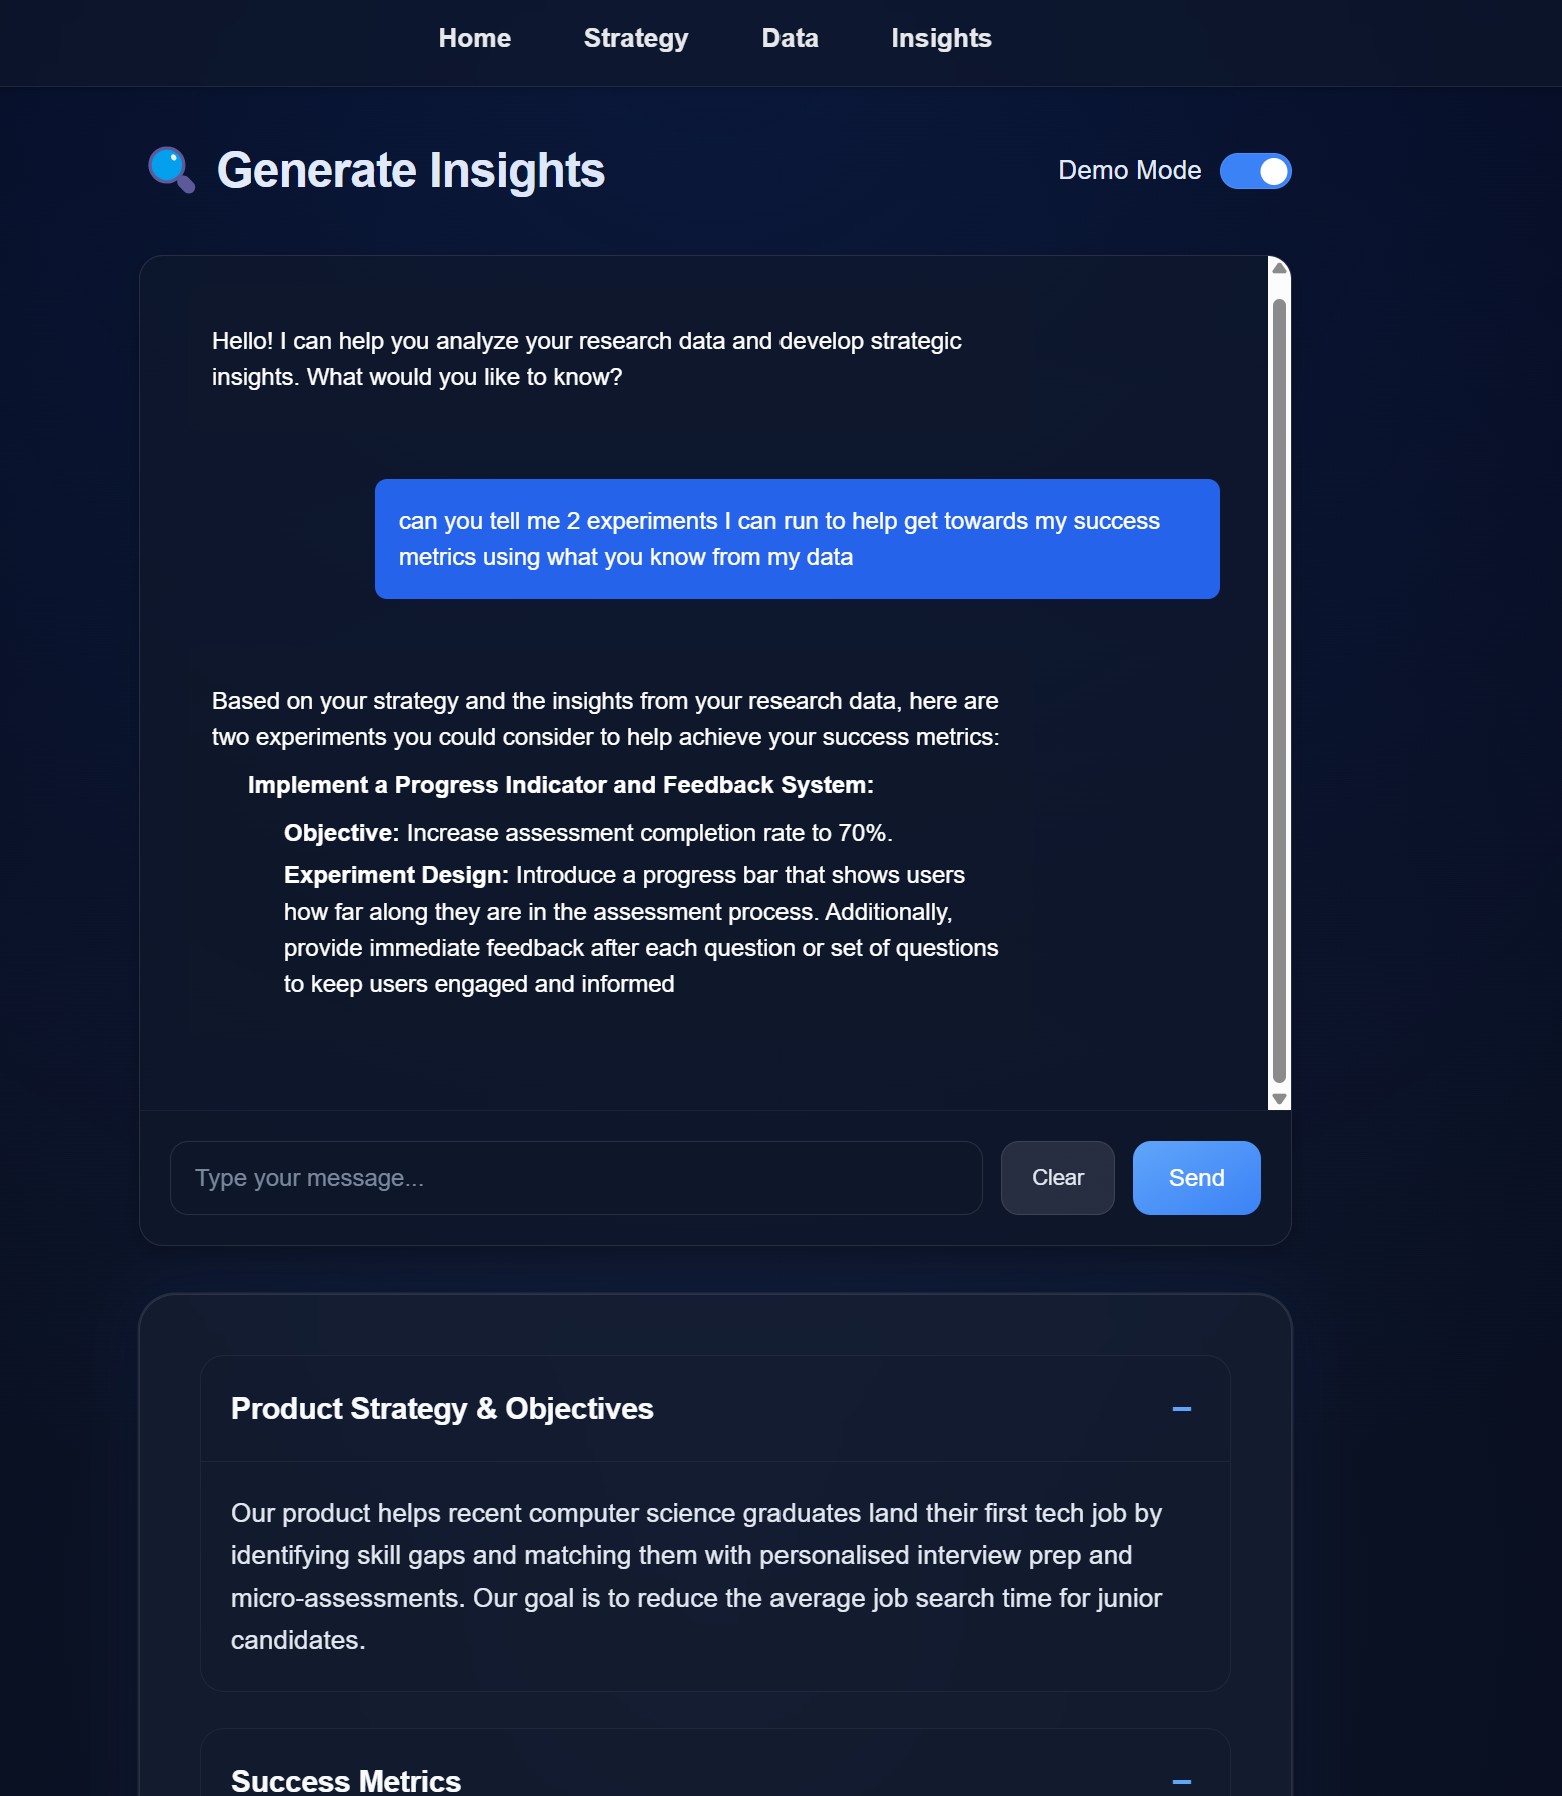 Home Strategy Data Insights
Generate Insights
Demo Mode
Hello! I can help you analyze your research data and develop strategic
insights. What would you like to know?
can you tell me 2 experiments I can run to help get towards my success
metrics using what you know from my data
Based on your strategy and the insights from your research data, here are
two experiments you could consider to help achieve your success metrics:
Implement a Progress Indicator and Feedback System:
Objective: Increase assessment completion rate to 70%.
Experiment Design: Introduce a progress bar that shows users
how far along they are in the assessment process. Additionally,
provide immediate feedback after each question or set of questions
to keep users engaged and informed
Type your message...
Clear
Send
Product Strategy & Objectives
Our product helps recent computer science graduates land their first tech job by
identifying skill gaps and matching them with personalised interview prep and
micro-assessments. Our goal is to reduce the average job search time for junior
candidates.
Success Metrics